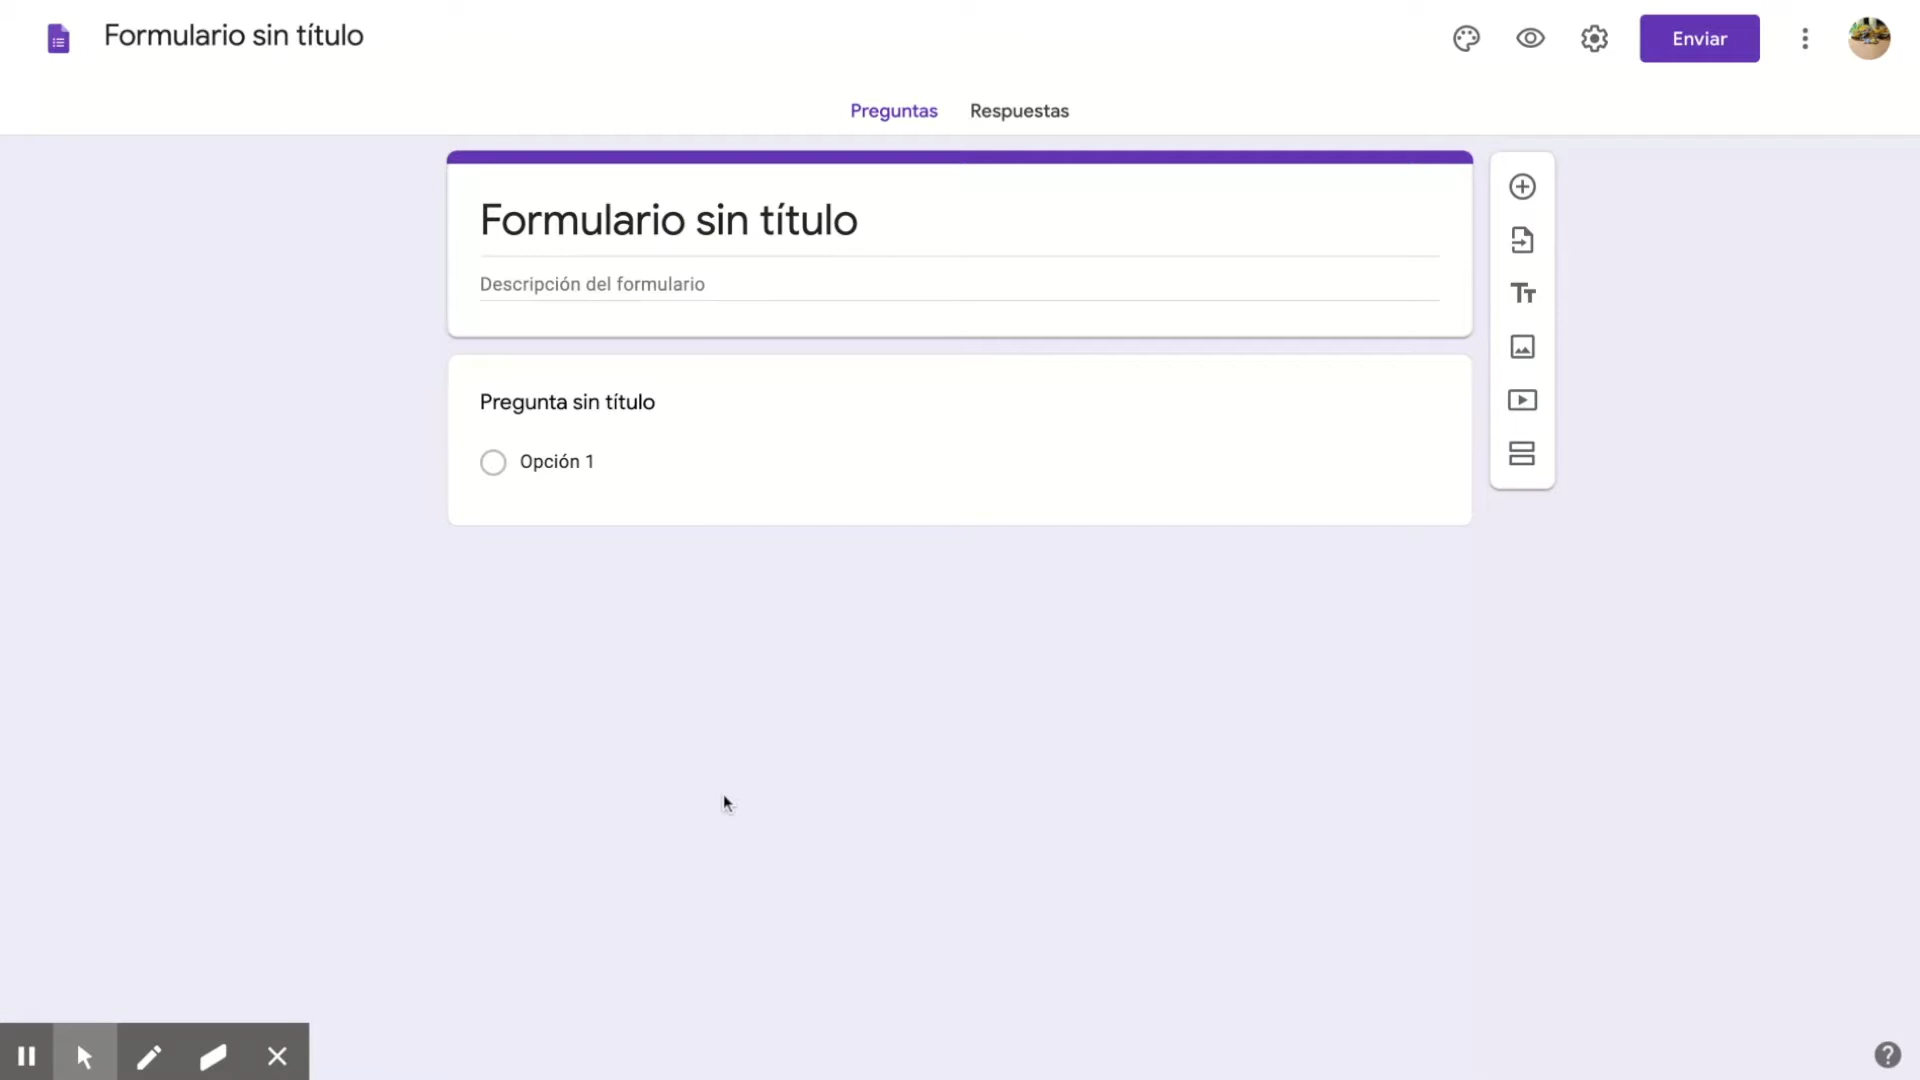 Formulario sin título
Enviar
Preguntas Respuestas
Formulario sin título
Descripción del formulario
Pregunta sin título
Opción 1